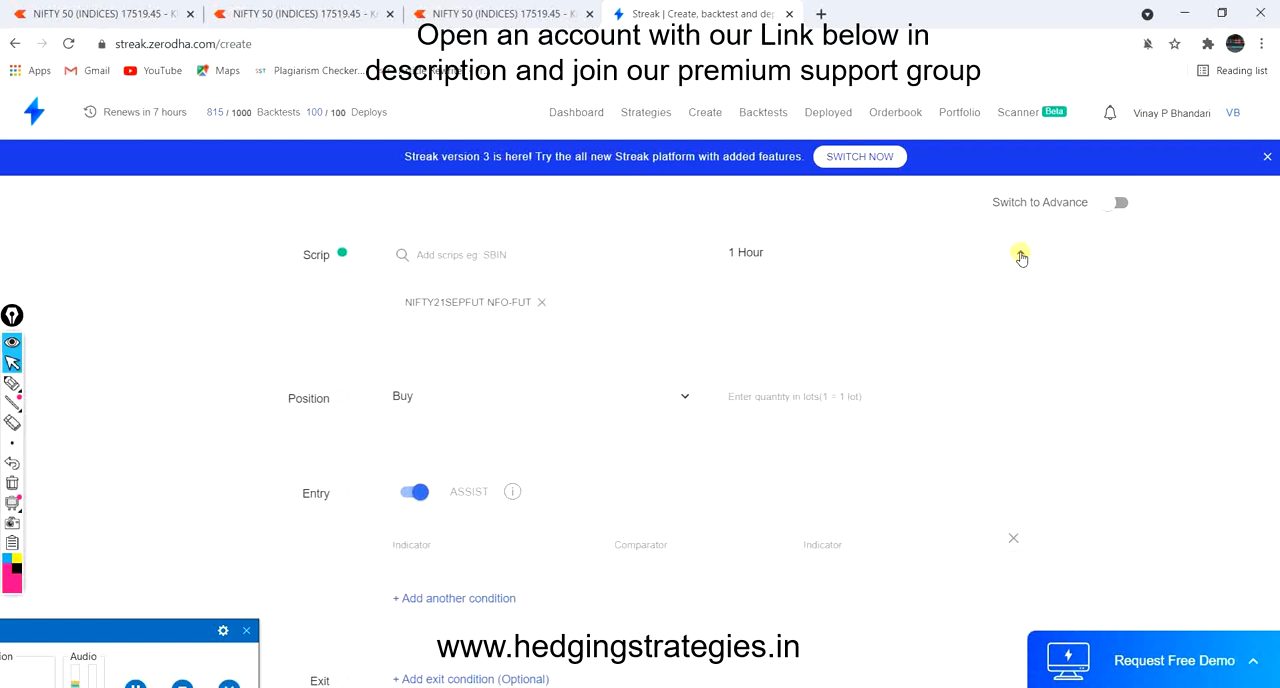 NIFTY 50 (INDICES) 17519.45 - K
NIFTY 50 (INDICES) 17519.45 - K
NIFTY 50 (INDICES) 17519.45 - K
Streak | Create, backtest and de
streak.zerodha.com/create
Open an account with our Link below in
description and join our premium support group
Apps Gmail YouTube Maps Plagiarism Checker... Reading list
Renews in 7 hours 815 / 1000 Backtests 100 / 100 Deploys Dashboard Strategies Create Backtests Deployed Orderbook Portfolio Scanner Beta Vinay P Bhandari VB
Streak version 3 is here! Try the all new Streak platform with added features. SWITCH NOW
Switch to Advance
Scrip Add scrips eg SBIN 1 Hour
NIFTY21SEPFUT NFO-FUT
Position Buy Enter quantity in lots(1 = 1 lot)
Entry ASSIST
Indicator Comparator Indicator
+ Add another condition
www.hedgingstrategies.in
Audio
Request Free Demo
Exit + Add exit condition (Optional)